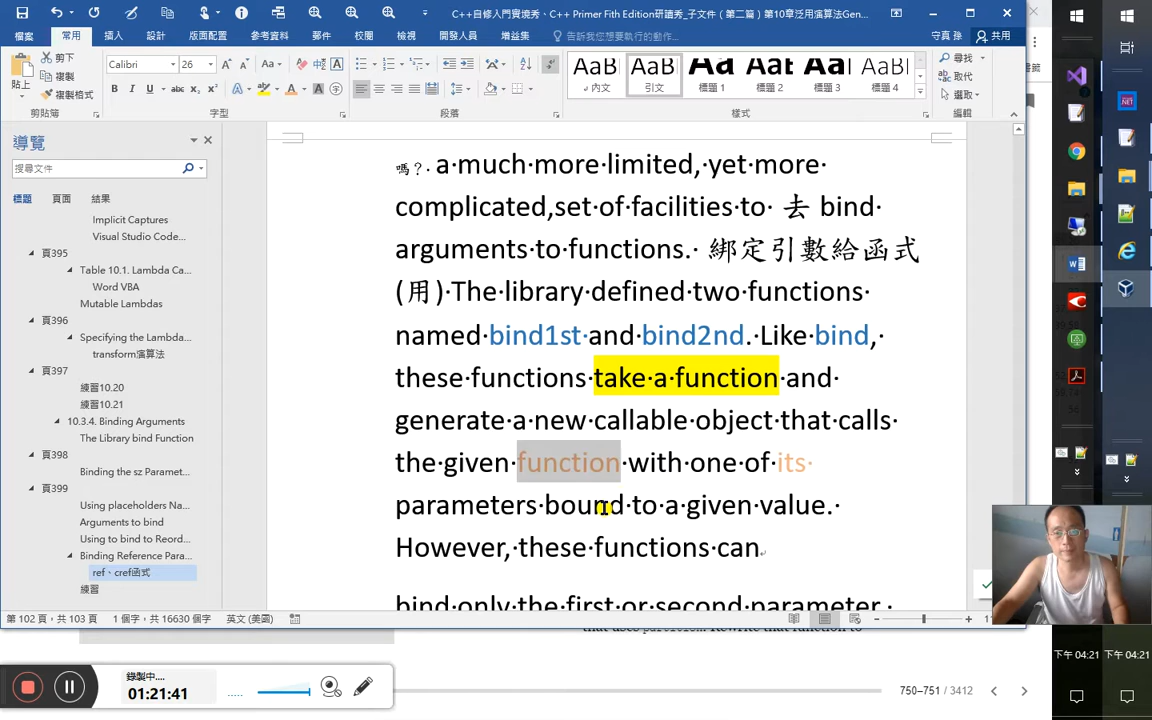 C++自修入門實境秀、C++ Primer Fith Edition研讀秀_子文件（第二篇）第10章泛用演算法Gen...
檔案 常用 插入 設計 版面配置 參考資料 郵件 校閱 檢視 開發人員 增益集 告訴我您想要執行的動作... 守真 孫 共用
貼上
剪下
複製
複製格式
Calibri 26
AaB AaB Aa AaB AaB AaBb
內文 引文 標題 1 標題 2 標題 3 標題 4
尋找
取代
選取
剪貼簿 字型 段落 樣式 編輯
導覽
搜尋文件
標題 頁面 結果
Implicit Captures
Visual Studio Code...
頁395
Table 10.1. Lambda Ca...
Word VBA
Mutable Lambdas
頁396
Specifying the Lambda...
transform演算法
頁397
練習10.20
練習10.21
10.3.4. Binding Arguments
The Library bind Function
頁398
Binding the sz Paramet...
頁399
Using placeholders Na...
Arguments to bind
Using to bind to Reord...
Binding Reference Para...
ref、cref函式
練習
嗎？· a·much·more·limited,·yet·more·
complicated,set·of·facilities·to· 去 bind·
arguments·to·functions.· 綁定引數給函式
(用)·The·library·defined·two·functions·
named·bind1st·and·bind2nd.·Like·bind,·
these·functions·take·a·function·and·
generate·a·new·callable·object·that·calls·
the·given·function·with·one·of·its·
parameters·bound·to·a·given·value.·
However,·these·functions·can
bind·only·the·first·or·second·parameter.·
第 102 頁，共 103 頁 1 個字，共 16630 個字 英文 (美國)
that uses partition. Rewrite that function to
錄製中...
01:21:41
750–751 / 3412
下午 04:21 下午 04:21